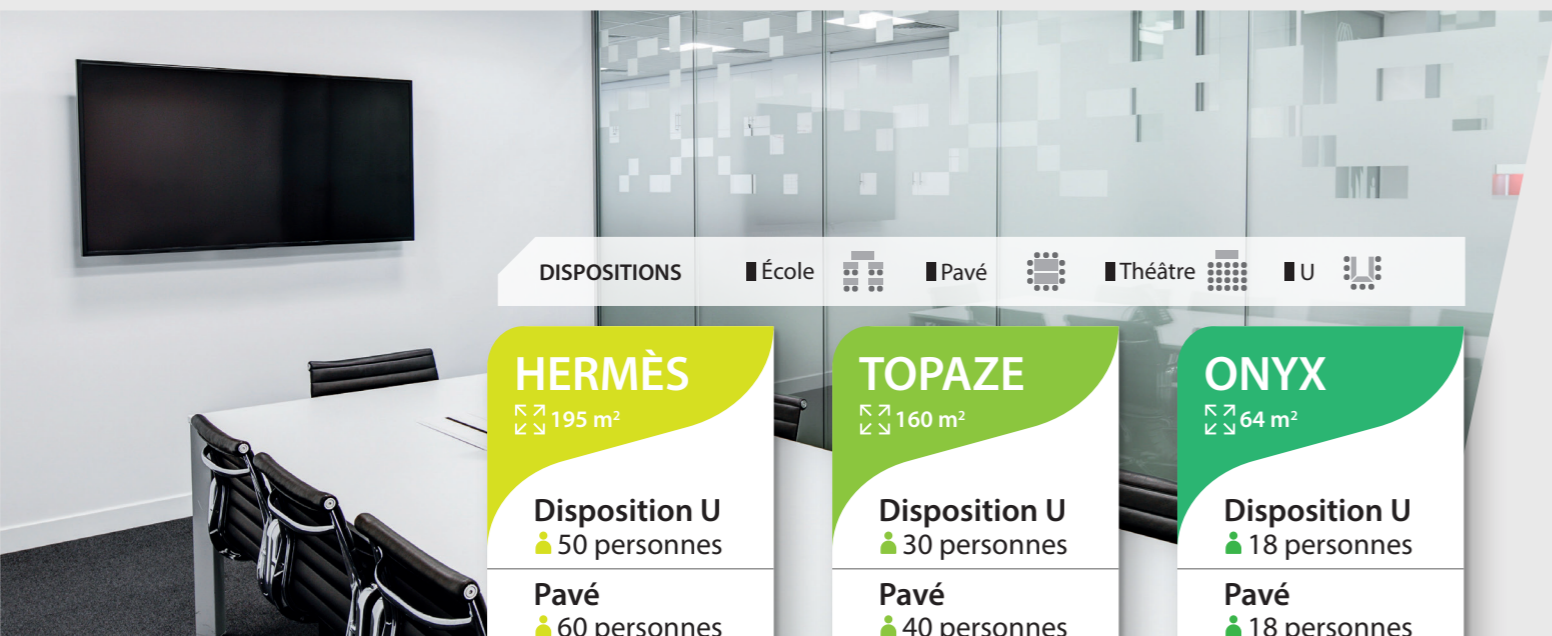 DISPOSITIONS École Pavé Théâtre U
HERMÈS
195 m²
Disposition U
50 personnes
Pavé
60 personnes
TOPAZE
160 m²
Disposition U
30 personnes
Pavé
40 personnes
ONYX
64 m²
Disposition U
18 personnes
Pavé
18 personnes